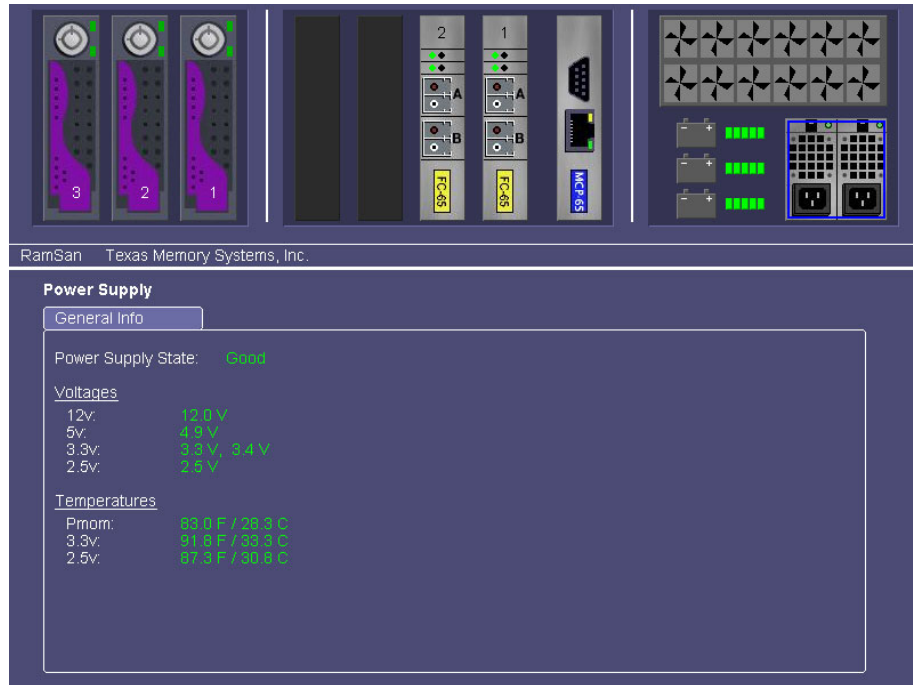 3
2
1
2
1
A
A
B
B
FC-65
FC-65
MCP-65
- +
- +
- +
RamSan Texas Memory Systems, Inc.
Power Supply
General Info
Power Supply State: Good
Voltages
12v: 12.0 V
5v: 4.9 V
3.3v: 3.3 V, 3.4 V
2.5v: 2.5 V
Temperatures
Pmom: 83.0 F / 28.3 C
3.3v: 91.8 F / 33.3 C
2.5v: 87.3 F / 30.8 C